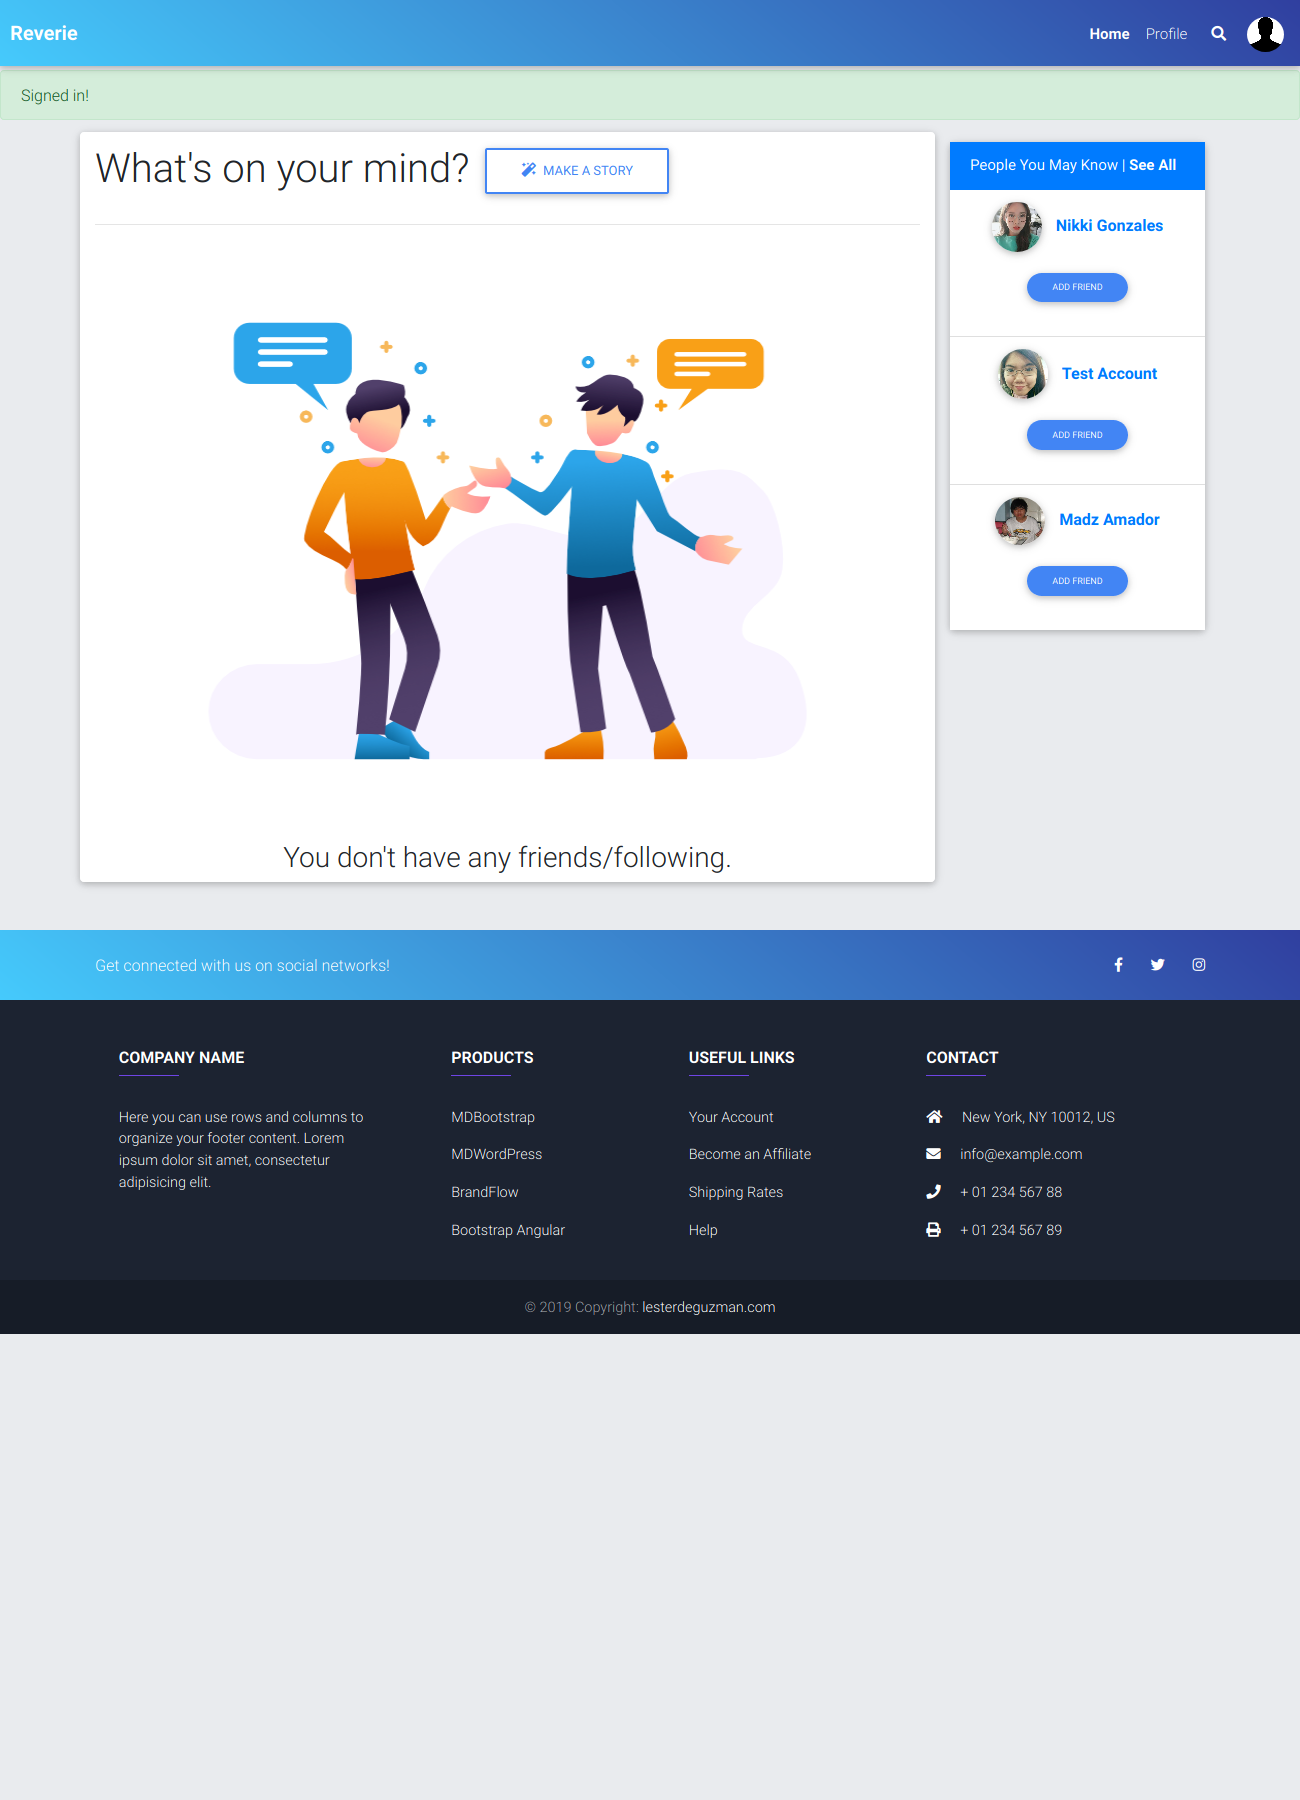 Reverie
Home Profile
Signed in!
What's on your mind?
MAKE A STORY
People You May Know | See All
Nikki Gonzales
ADD FRIEND
Test Account
ADD FRIEND
Madz Amador
ADD FRIEND
You don't have any friends/following.
Get connected with us on social networks!
COMPANY NAME
Here you can use rows and columns to
organize your footer content. Lorem
ipsum dolor sit amet, consectetur
adipisicing elit.
PRODUCTS
MDBootstrap
MDWordPress
BrandFlow
Bootstrap Angular
USEFUL LINKS
Your Account
Become an Affiliate
Shipping Rates
Help
CONTACT
New York, NY 10012, US
info@example.com
+ 01 234 567 88
+ 01 234 567 89
© 2019 Copyright: lesterdeguzman.com